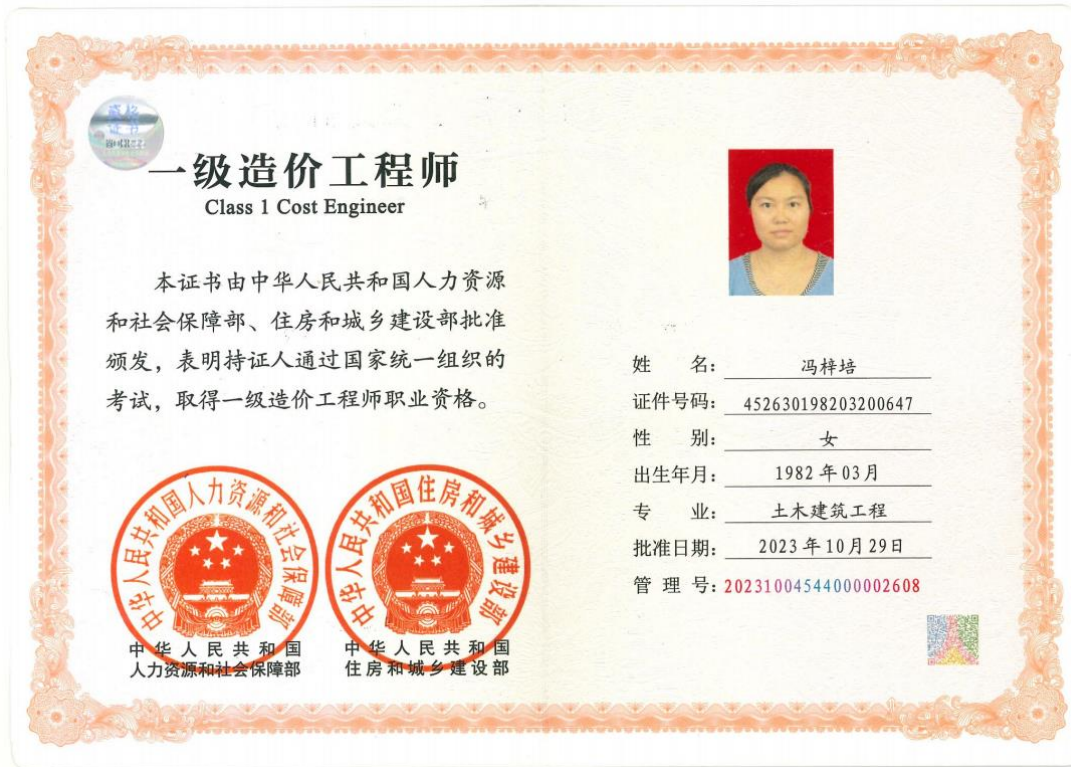 一级造价工程师
Class 1 Cost Engineer
本证书由中华人民共和国人力资源
和社会保障部、住房和城乡建设部批准
颁发，表明持证人通过国家统一组织的
考试，取得一级造价工程师职业资格。
中华人民共和国人力资源和社会保障部
中华人民共和国
人力资源和社会保障部
中华人民共和国住房和城乡建设部
中华人民共和国
住房和城乡建设部
姓 名：冯梓培
证件号码：452630198203200647
性 别：女
出生年月：1982年03月
专 业：土木建筑工程
批准日期：2023年10月29日
管 理 号：20231004544000002608